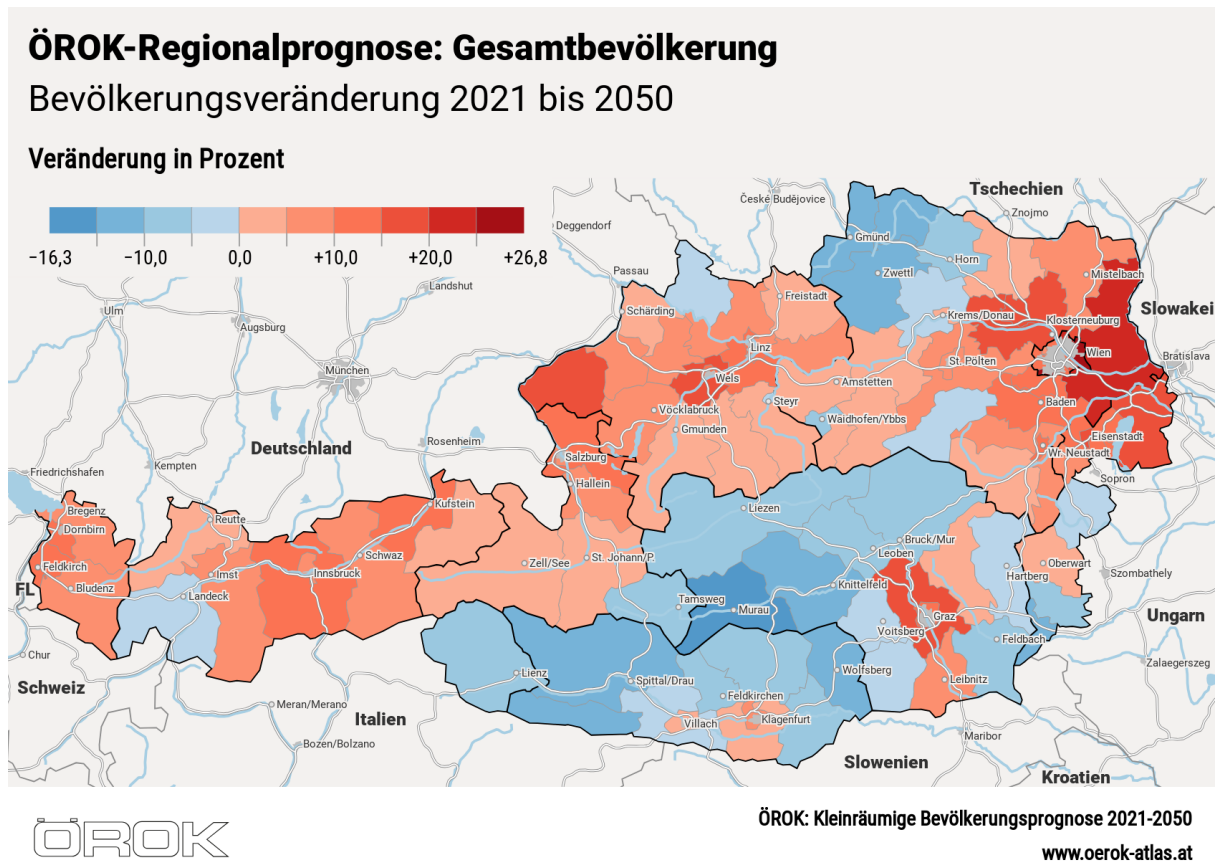 ÖROK-Regionalprognose: Gesamtbevölkerung
Bevölkerungsveränderung 2021 bis 2050
Veränderung in Prozent
−16,3 −10,0 0,0 +10,0 +20,0 +26,8
Tschechien
České Budějovice
Znojmo
Deggendorf
Gmünd
Horn
Passau
Zwettl
Mistelbach
Landshut
Freistadt
Schärding
Krems/Donau
Klosterneuburg
Slowakei
Ulm
Augsburg
Linz
Wien
Bratislava
St. Pölten
München
Wels
Amstetten
Steyr
Baden
Vöcklabruck
Waidhofen/Ybbs
Gmunden
Eisenstadt
Deutschland
Rosenheim
Salzburg
Wr. Neustadt
Kempten
Friedrichshafen
Sopron
Hallein
Kufstein
Liezen
Bregenz
Reutte
Dornbirn
Bruck/Mur
Leoben
Schwaz
St. Johann/P.
Zell/See
Oberwart
Feldkirch
Imst
Innsbruck
Hartberg
Szombathely
FL
Bludenz
Landeck
Knittelfeld
Tamsweg
Murau
Graz
Ungarn
Voitsberg
Feldbach
Chur
Zalaegerszeg
Lienz
Wolfsberg
Schweiz
Spittal/Drau
Leibnitz
Feldkirchen
Meran/Merano
Italien
Villach
Klagenfurt
Maribor
Bozen/Bolzano
Slowenien
Kroatien
ÖROK
ÖROK: Kleinräumige Bevölkerungsprognose 2021-2050
www.oerok-atlas.at